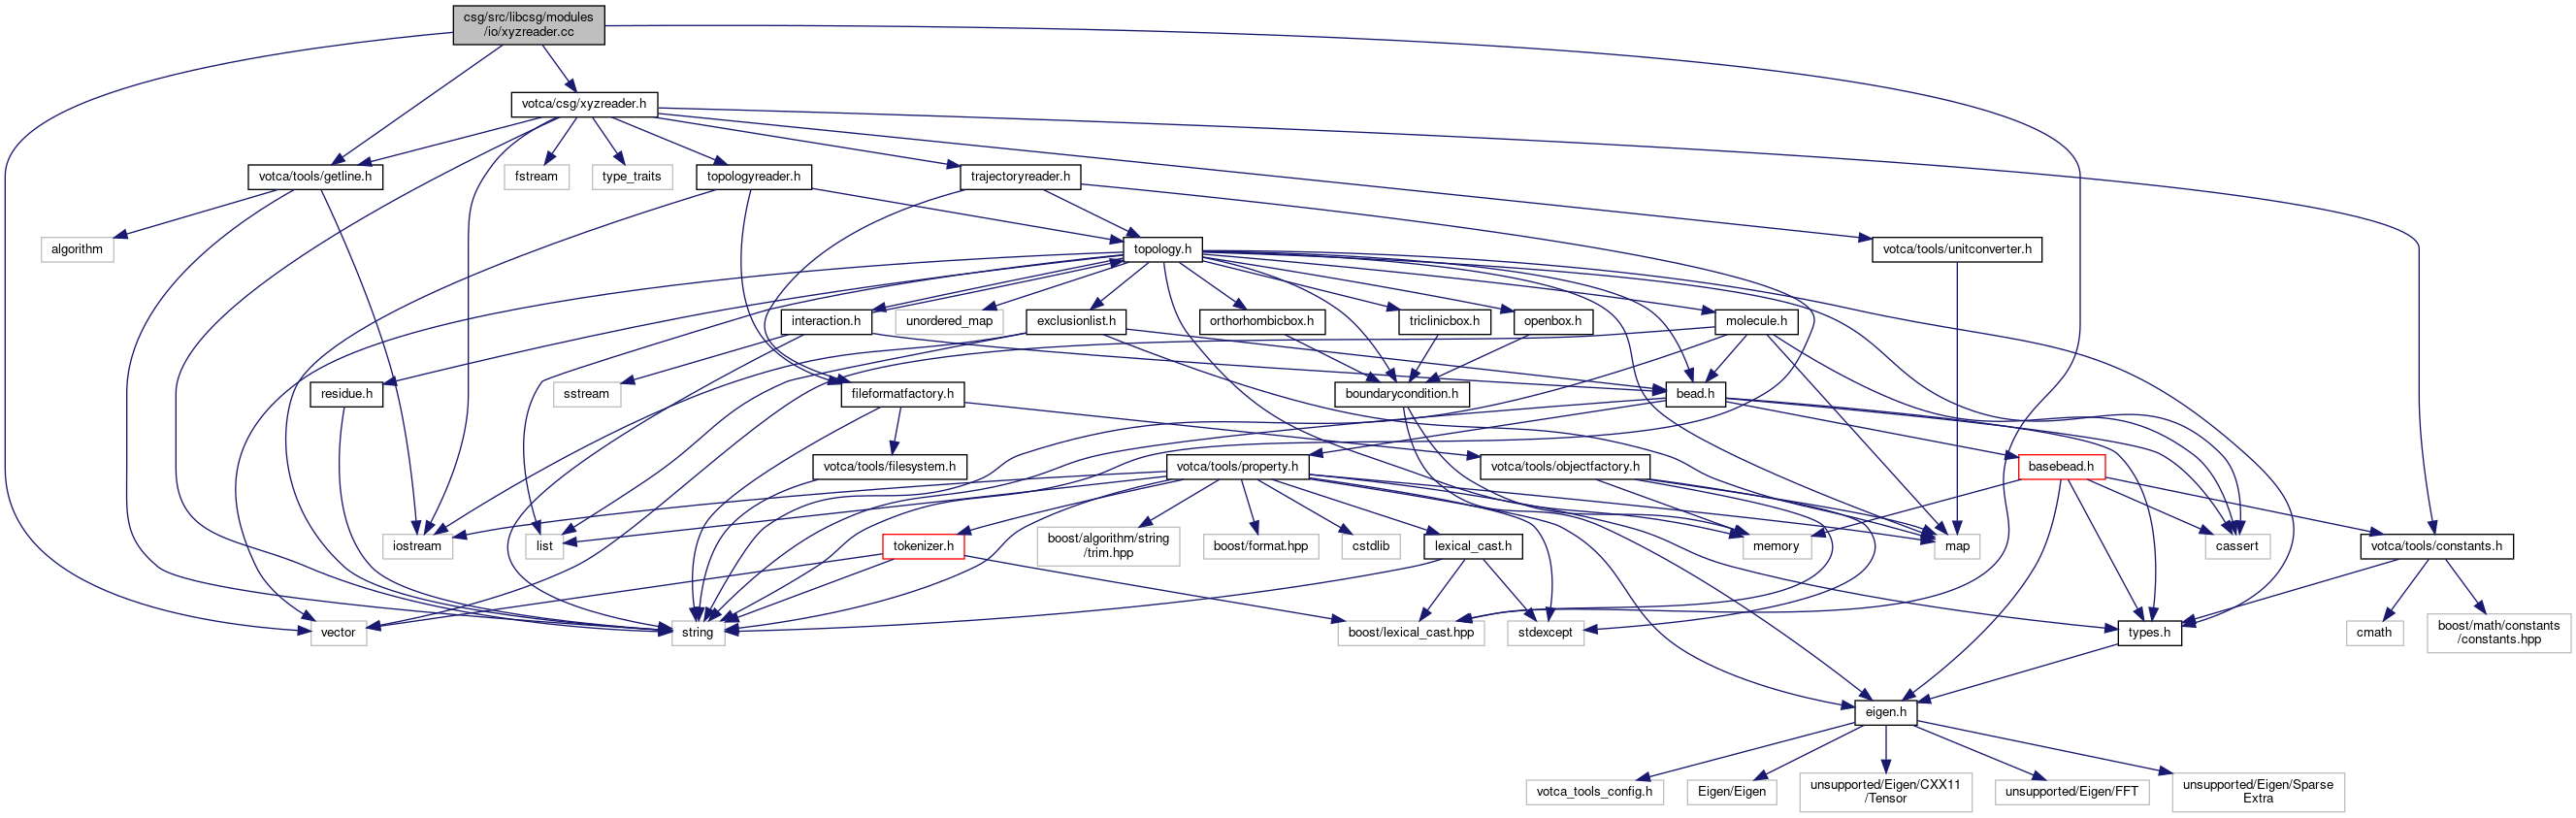 csg/src/libcsg/modules
/io/xyzreader.cc
votca/csg/xyzreader.h
votca/tools/getline.h
fstream
type_traits
topologyreader.h
trajectoryreader.h
algorithm
topology.h
votca/tools/unitconverter.h
interaction.h
unordered_map
exclusionlist.h
orthorhombicbox.h
triclinicbox.h
openbox.h
molecule.h
residue.h
sstream
fileformatfactory.h
boundarycondition.h
bead.h
votca/tools/filesystem.h
votca/tools/property.h
votca/tools/objectfactory.h
basebead.h
iostream
list
tokenizer.h
boost/algorithm/string
/trim.hpp
boost/format.hpp
cstdlib
lexical_cast.h
memory
map
cassert
votca/tools/constants.h
vector
string
boost/lexical_cast.hpp
stdexcept
types.h
cmath
boost/math/constants
/constants.hpp
eigen.h
votca_tools_config.h
Eigen/Eigen
unsupported/Eigen/CXX11
/Tensor
unsupported/Eigen/FFT
unsupported/Eigen/Sparse
Extra